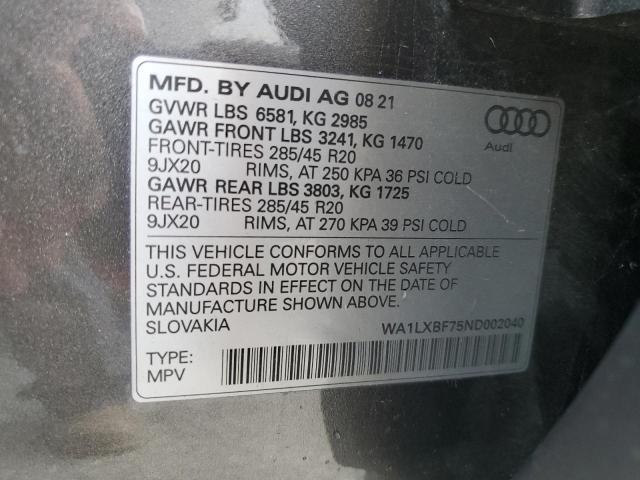 MFD. BY AUDI AG 08 21
GVWR LBS 6581, KG 2985
GAWR FRONT LBS 3241, KG 1470
FRONT-TIRES 285/45 R20
9JX20 RIMS, AT 250 KPA 36 PSI COLD
GAWR REAR LBS 3803, KG 1725
REAR-TIRES 285/45 R20
9JX20 RIMS, AT 270 KPA 39 PSI COLD
Audi
THIS VEHICLE CONFORMS TO ALL APPLICABLE
U.S. FEDERAL MOTOR VEHICLE SAFETY
STANDARDS IN EFFECT ON THE DATE OF
MANUFACTURE SHOWN ABOVE.
SLOVAKIA WA1LXBF75ND002040
TYPE:
MPV